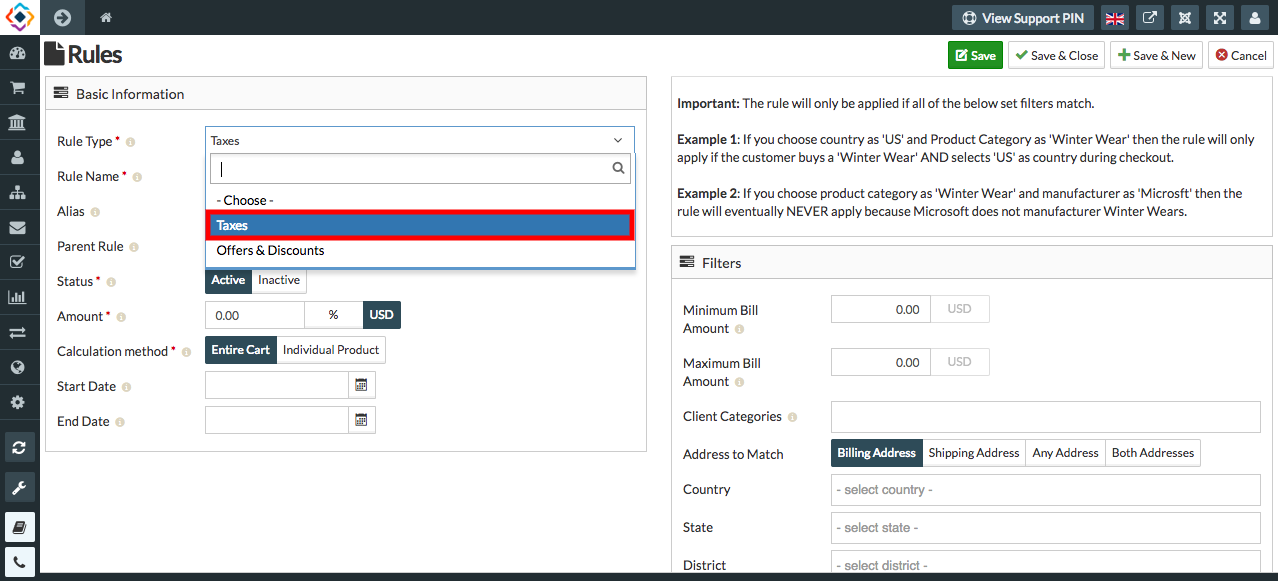 View Support PIN
Rules
Save
Save & Close
Save & New
Cancel
Basic Information
Rule Type *
Taxes
- Choose -
Taxes
Offers & Discounts
Rule Name *
Alias
Parent Rule
Status *
Active
Inactive
Amount *
0.00
%
USD
Calculation method *
Entire Cart
Individual Product
Start Date
End Date
Important: The rule will only be applied if all of the below set filters match.
Example 1: If you choose country as 'US' and Product Category as 'Winter Wear' then the rule will only
apply if the customer buys a 'Winter Wear' AND selects 'US' as country during checkout.
Example 2: If you choose product category as 'Winter Wear' and manufacturer as 'Microsft' then the
rule will eventually NEVER apply because Microsoft does not manufacturer Winter Wears.
Filters
Minimum Bill
Amount
0.00
USD
Maximum Bill
Amount
0.00
USD
Client Categories
Address to Match
Billing Address
Shipping Address
Any Address
Both Addresses
Country
- select country -
State
- select state -
District
- select district -